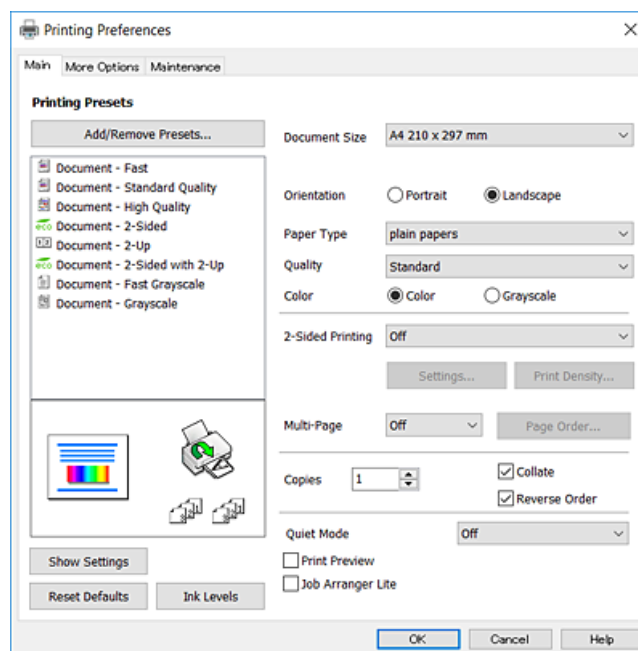 Printing Preferences
Main More Options Maintenance
Printing Presets
Add/Remove Presets...
Document - Fast
Document - Standard Quality
Document - High Quality
eco Document - 2-Sided
Document - 2-Up
eco Document - 2-Sided with 2-Up
Document - Fast Grayscale
Document - Grayscale
Show Settings
Reset Defaults Ink Levels
Document Size A4 210 x 297 mm
Orientation Portrait Landscape
Paper Type plain papers
Quality Standard
Color Color Grayscale
2-Sided Printing Off
Settings... Print Density...
Multi-Page Off Page Order...
Copies 1 Collate
Reverse Order
Quiet Mode Off
Print Preview
Job Arranger Lite
OK Cancel Help